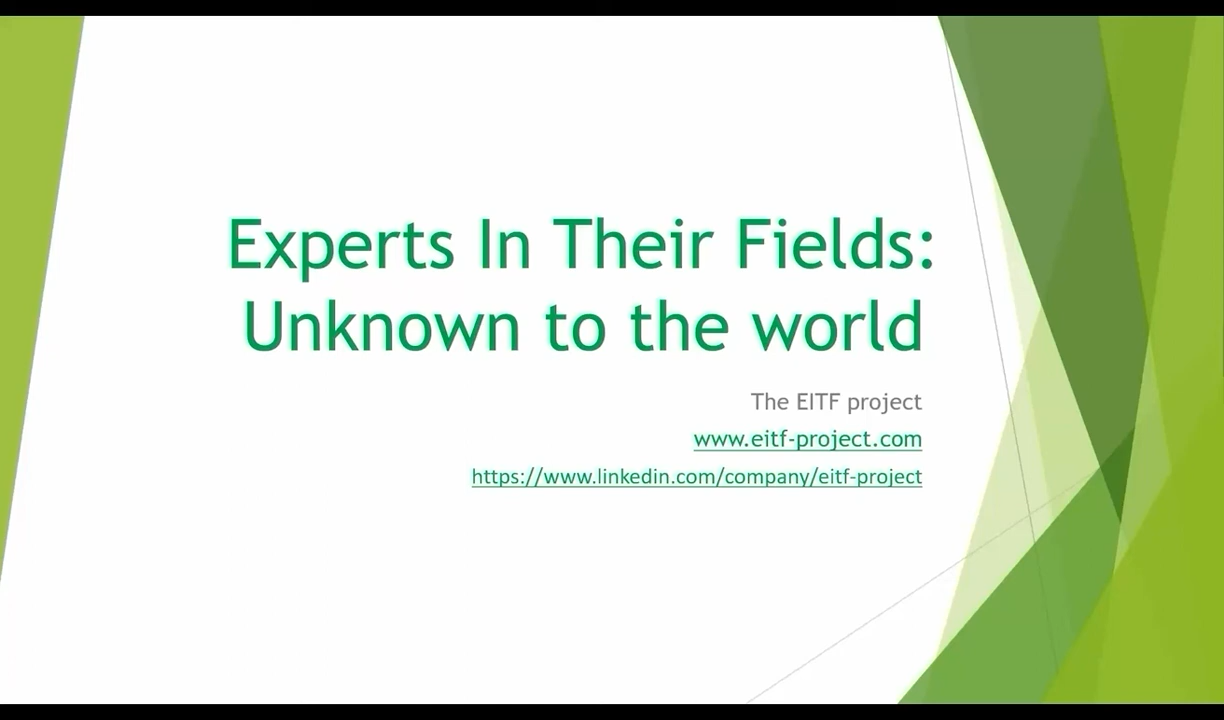 Experts In Their Fields:
Unknown to the world
The EITF project
www.eitf-project.com
https://www.linkedin.com/company/eitf-project